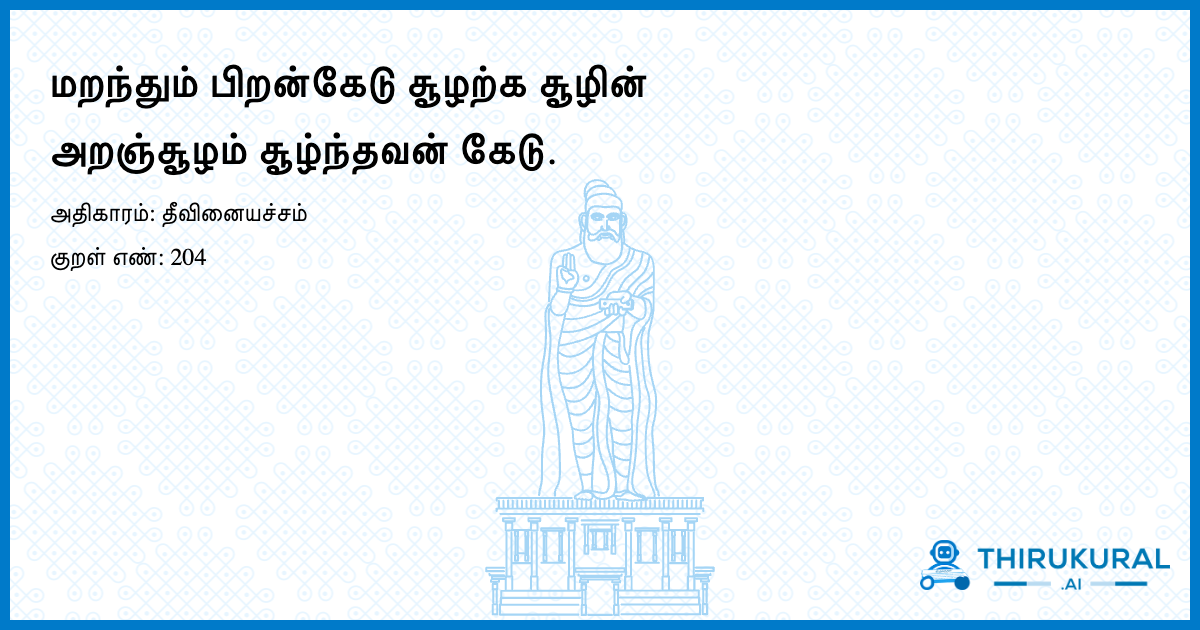 மறந்தும் பிறன்கேடு சூழற்க சூழின்
அறஞ்சூழம் சூழ்ந்தவன் கேடு.
அதிகாரம்: தீவினையச்சம்
குறள் எண்: 204
THIRUKURAL
.AI